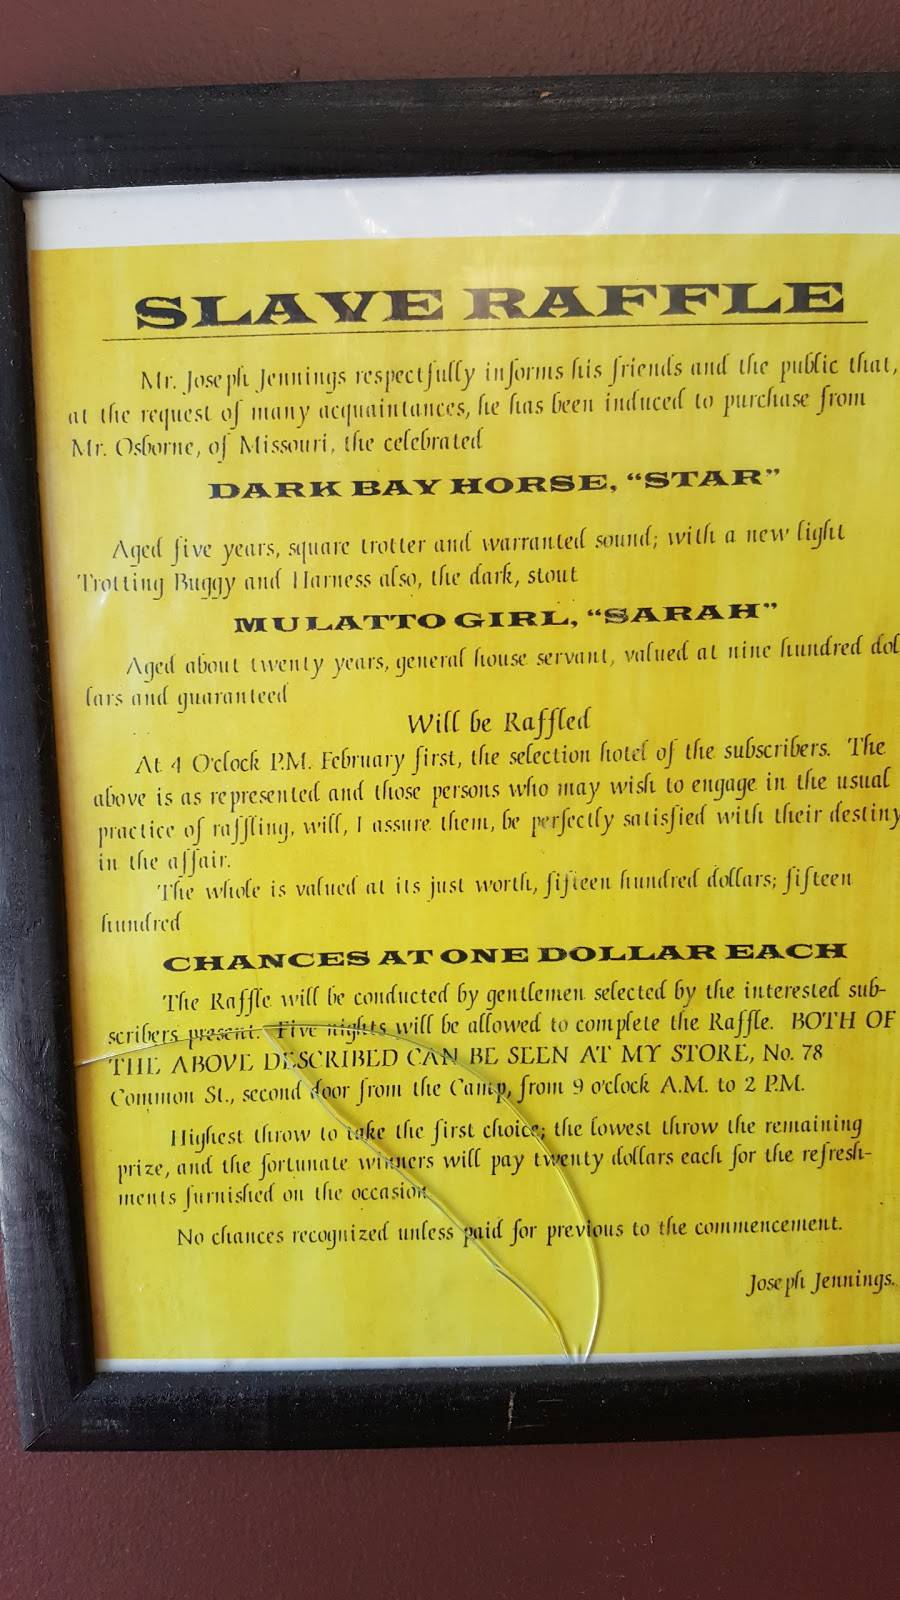 SLAVE RAFFLE
Mr. Joseph Jennings respectfully informs his friends and the public that,
at the request of many acquaintances, he has been induced to purchase from
Mr. Osborne, of Missouri, the celebrated
DARK BAY HORSE, “STAR”
Aged five years, square trotter and warranted sound; with a new light
Trotting Buggy and Harness also, the dark, stout
MULATTO GIRL, “SARAH”
Aged about twenty years, general house servant, valued at nine hundred dol
lars and guaranteed
Will be Raffled
At 4 O'clock P.M. February first, the selection hotel of the subscribers. The
above is as represented and those persons who may wish to engage in the usual
practice of raffling, will, I assure them, be perfectly satisfied with their destiny
in the affair.
The whole is valued at its just worth, fifteen hundred dollars; fifteen
hundred
CHANCES AT ONE DOLLAR EACH
The Raffle will be conducted by gentlemen selected by the interested sub-
scribers present. Five nights will be allowed to complete the Raffle. BOTH OF
THE ABOVE DESCRIBED CAN BE SEEN AT MY STORE, No. 78
Common St., second door from the Camp, from 9 o'clock A.M. to 2 P.M.
Highest throw to take the first choice; the lowest throw the remaining
prize, and the fortunate winners will pay twenty dollars each for the refresh-
ments furnished on the occasion
No chances recognized unless paid for previous to the commencement.
Joseph Jennings.